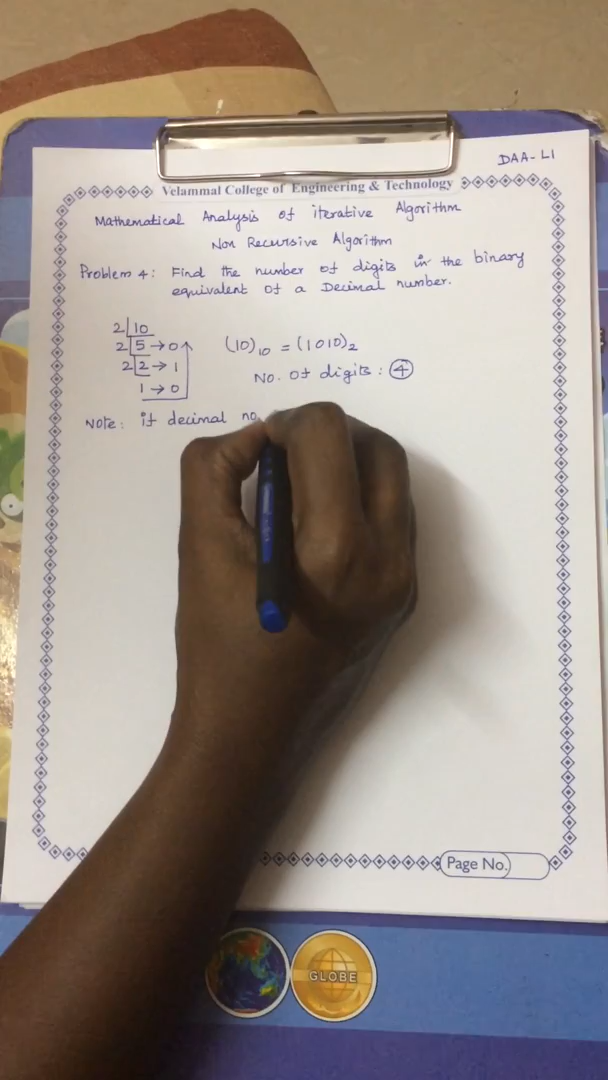 DAA-L1
Velammal College of Engineering & Technology
Mathematical Analysis of iterative Algorithm
Non Recursive Algorithm
Problem 4: Find the number of digits in the binary
equivalent of a Decimal number.
2 10
2 5 → 0
2 2 → 1
1 → 0
(10)₁₀ = (1010)₂
No. of digits: 4
Note: if decimal no.
Page No.
GLOBE